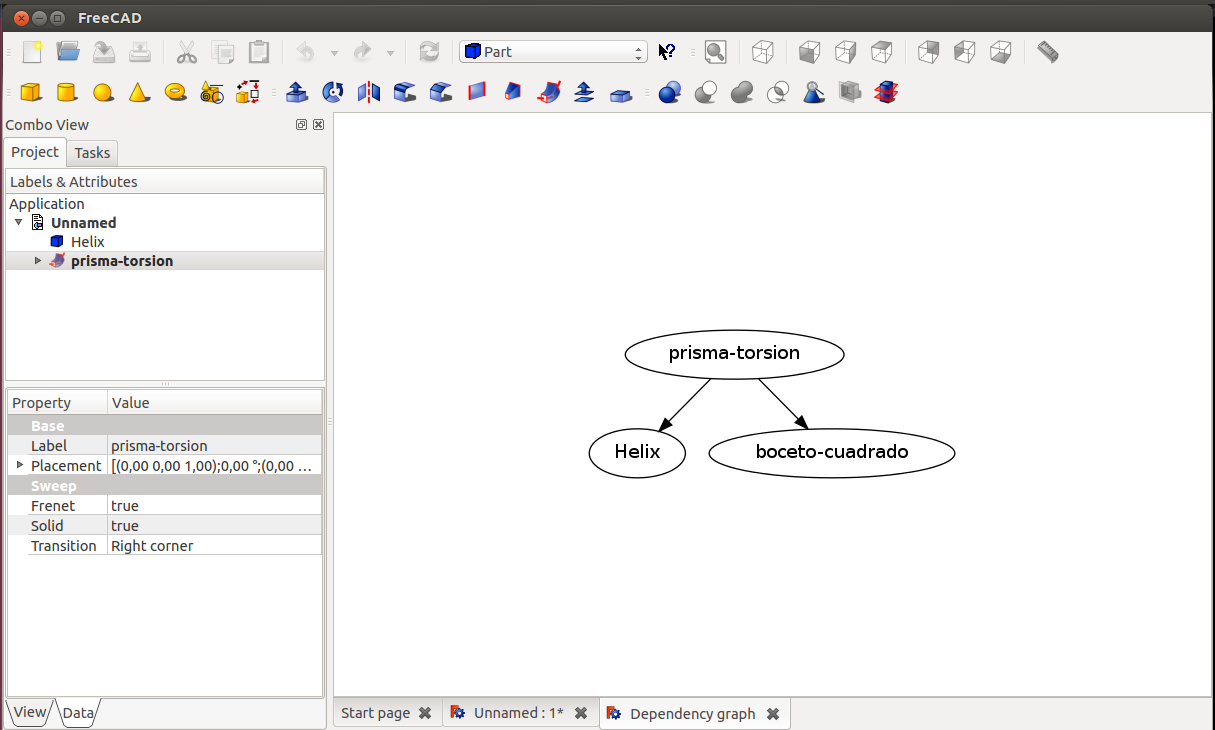 FreeCAD
Part
Combo View
Project Tasks
Labels & Attributes
Application
Unnamed
Helix
prisma-torsion
Property Value
Base
Label prisma-torsion
Placement [(0,00 0,00 1,00);0,00 °;(0,00 ...
Sweep
Frenet true
Solid true
Transition Right corner
View Data
prisma-torsion
Helix boceto-cuadrado
Start page Unnamed : 1* Dependency graph